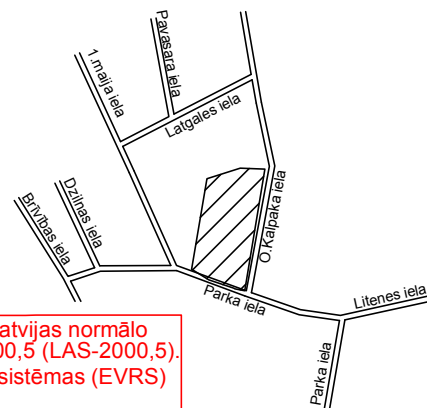 Pavasara iela
1.maija iela
Latgales iela
Dzilnas iela
Brīvības iela
O.Kalpaka iela
Parka iela
Litenes iela
Parka iela
atvijas normālo
00,5 (LAS-2000,5).
sistēmas (EVRS)